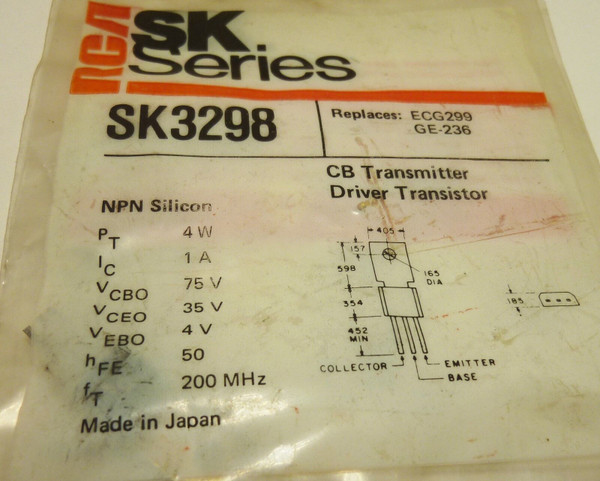 RCA
SK
Series
SK3298
Replaces: ECG299
GE-236
CB Transmitter
Driver Transistor
NPN Silicon
PT 4W
IC 1 A
VCBO 75 V
VCEO 35 V
VEBO 4 V
hFE 50
fT 200 MHz
Made in Japan
.405
.157
.598
.165
DIA
.354
.185
.452
MIN
COLLECTOR
EMITTER
BASE